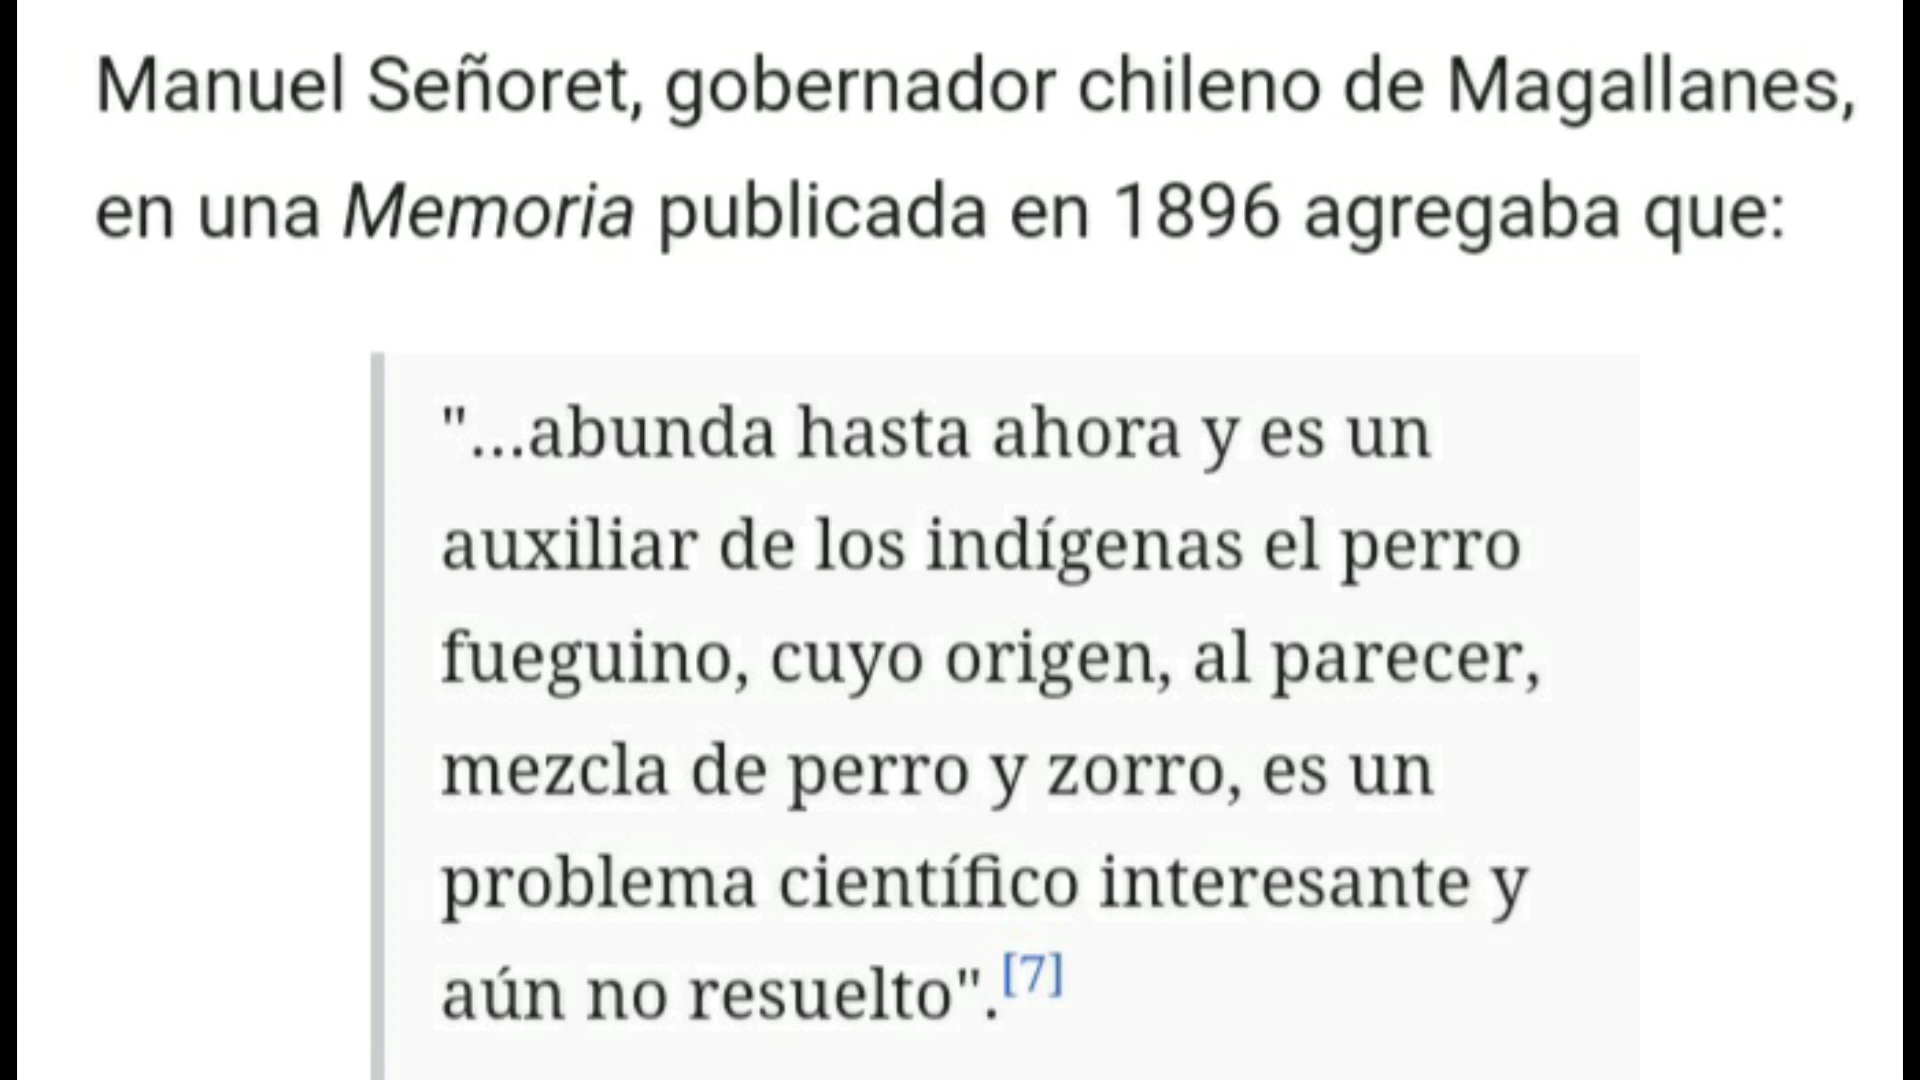 Manuel Señoret, gobernador chileno de Magallanes,
en una Memoria publicada en 1896 agregaba que:
"...abunda hasta ahora y es un
auxiliar de los indígenas el perro
fueguino, cuyo origen, al parecer,
mezcla de perro y zorro, es un
problema científico interesante y
aún no resuelto".[7]